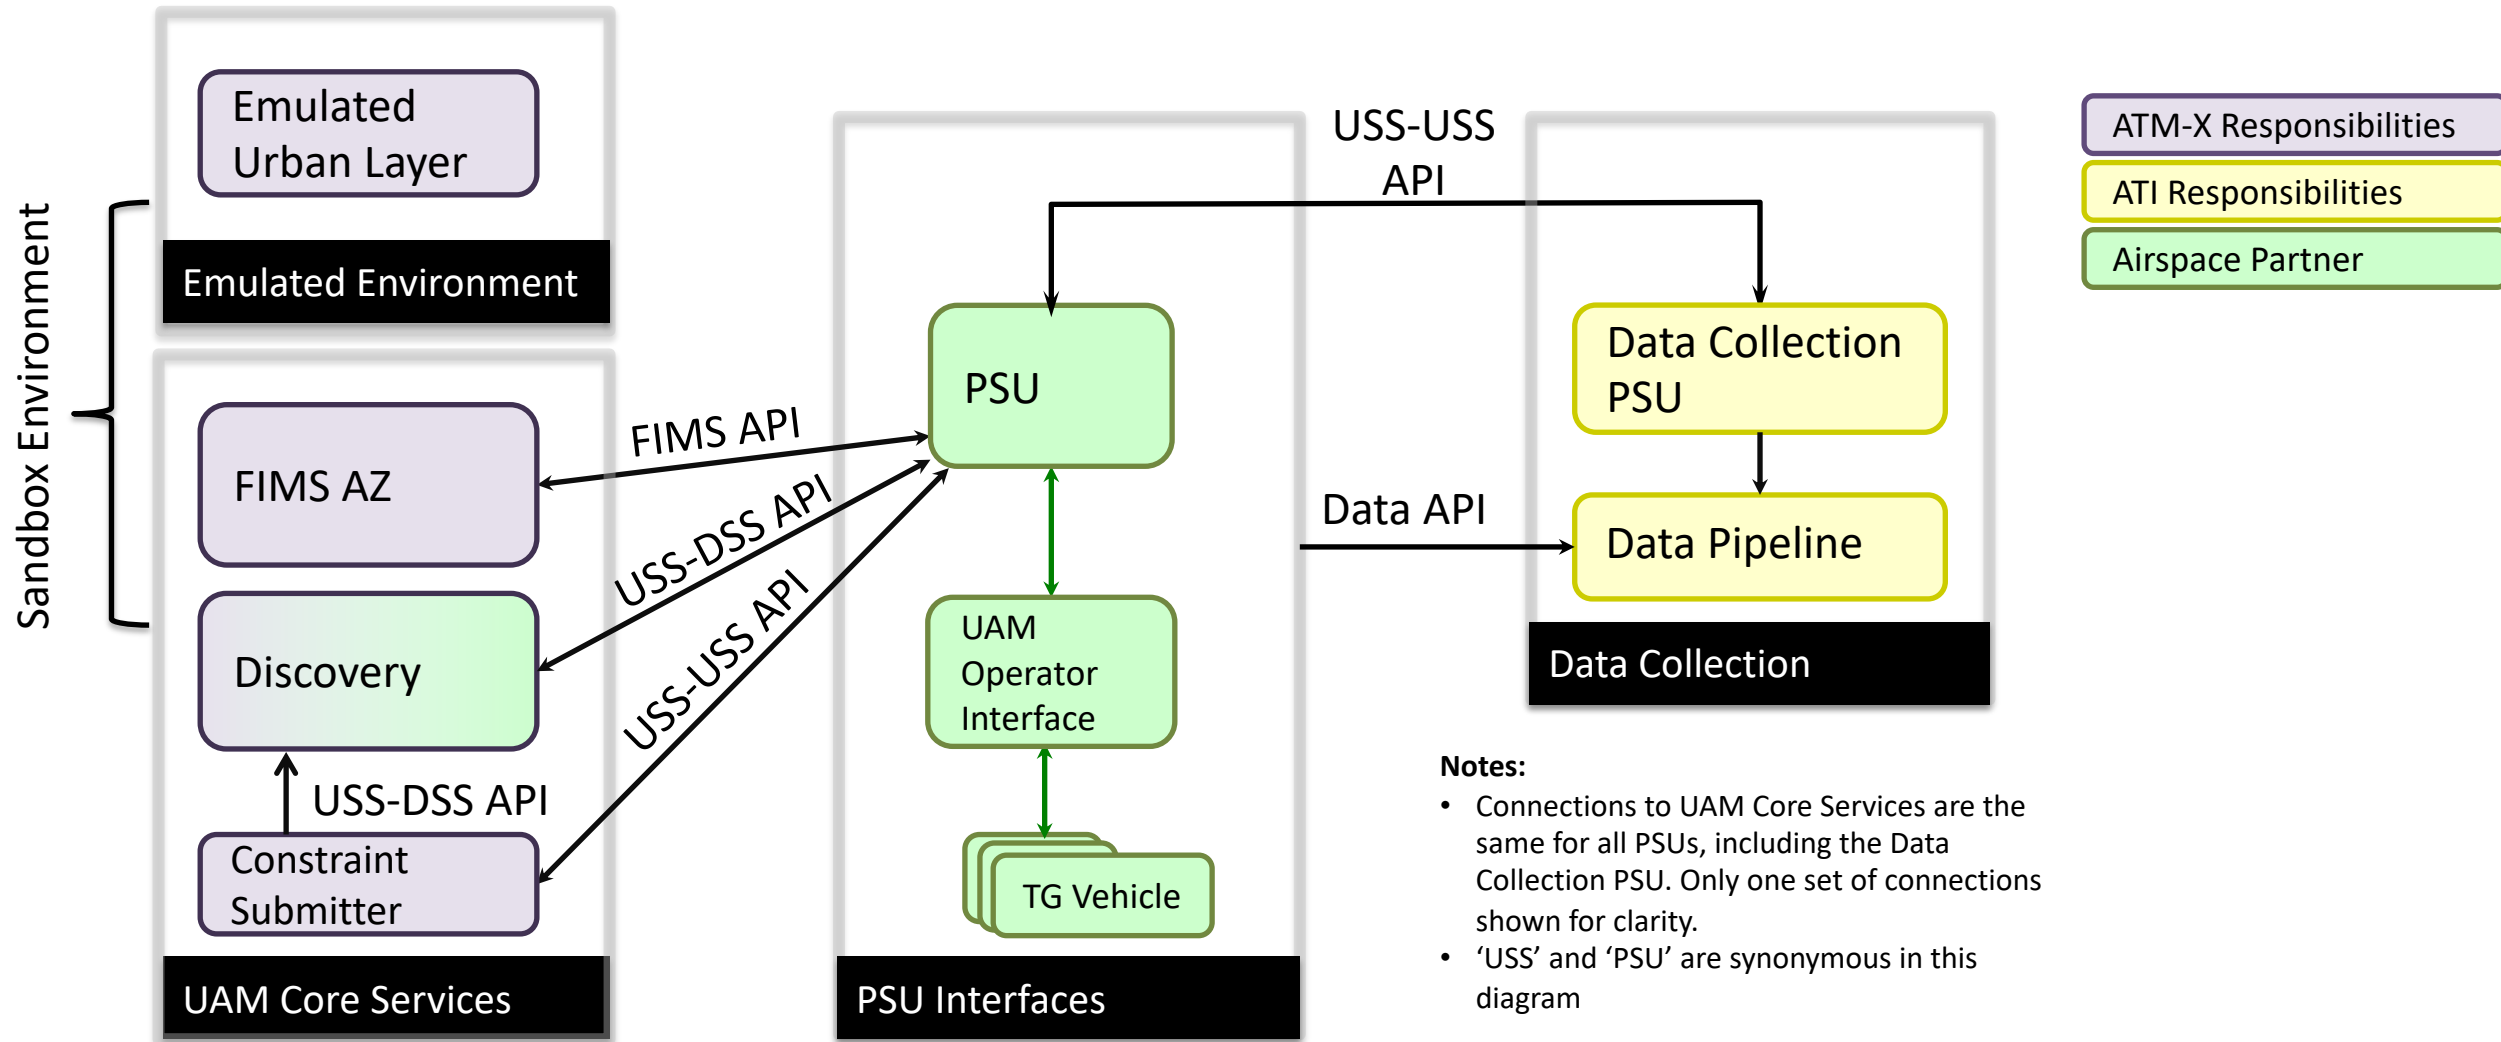 Sandbox Environment
Emulated
Urban Layer
Emulated Environment
FIMS AZ
Discovery
USS-DSS API
Constraint
Submitter
UAM Core Services
FIMS API
USS-DSS API
USS-USS API
PSU
UAM
Operator
Interface
TG Vehicle
PSU Interfaces
USS-USS
API
Data API
Data Collection
PSU
Data Pipeline
Data Collection
ATM-X Responsibilities
ATI Responsibilities
Airspace Partner
Notes:
• Connections to UAM Core Services are the
same for all PSUs, including the Data
Collection PSU. Only one set of connections
shown for clarity.
• ‘USS’ and ‘PSU’ are synonymous in this
diagram